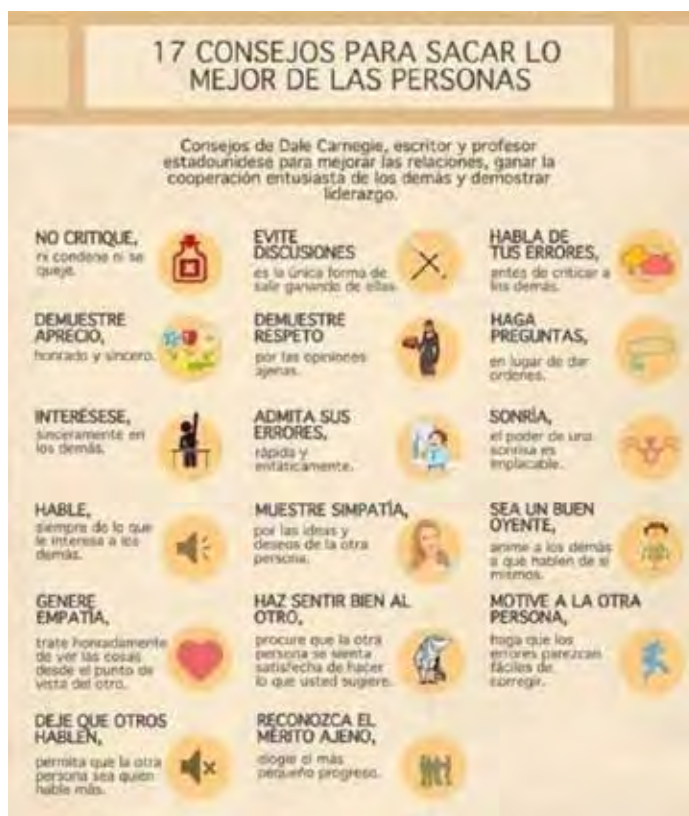 17 CONSEJOS PARA SACAR LO
MEJOR DE LAS PERSONAS
Consejos de Dale Carnegie, escritor y profesor
estadounidese para mejorar las relaciones, ganar la
cooperación entusiasta de los demás y demostrar
liderazgo.
NO CRITIQUE,
ni condene ni se
queje.
EVITE
DISCUSIONES
es la única forma de
salir ganando de ellas
HABLA DE
TUS ERRORES,
antes de criticar a
los demás.
DEMUESTRE
APRECIO,
honrado y sincero.
DEMUESTRE
RESPETO
por las opiniones
ajenas.
HAGA
PREGUNTAS,
en lugar de dar
ordenes.
INTERÉSESE,
sinceramente en
los demás.
ADMITA SUS
ERRORES,
rápida y
entáticamente.
SONRÍA,
el poder de una
sonrisa es
implacable.
HABLE,
siempre de lo que
le interesa a los
demás.
MUESTRE SIMPATÍA,
por las ideas y
deseos de la otra
persona.
SEA UN BUEN
OYENTE,
anime a los demás
a que hablen de si
mismos.
GENERE
EMPATÍA,
trate honradamente
de ver las cosas
desde el punto de
vista del otro.
HAZ SENTIR BIEN AL
OTRO,
procure que la otra
persona se sienta
satisfecha de hacer
lo que usted sugiere.
MOTIVE A LA OTRA
PERSONA,
haga que los
errores parezcan
fáciles de
corregir.
DEJE QUE OTROS
HABLEN,
permita que la otra
persona sea quien
hable más.
RECONOZCA EL
MÉRITO AJENO,
elogie el más
pequeño progreso.